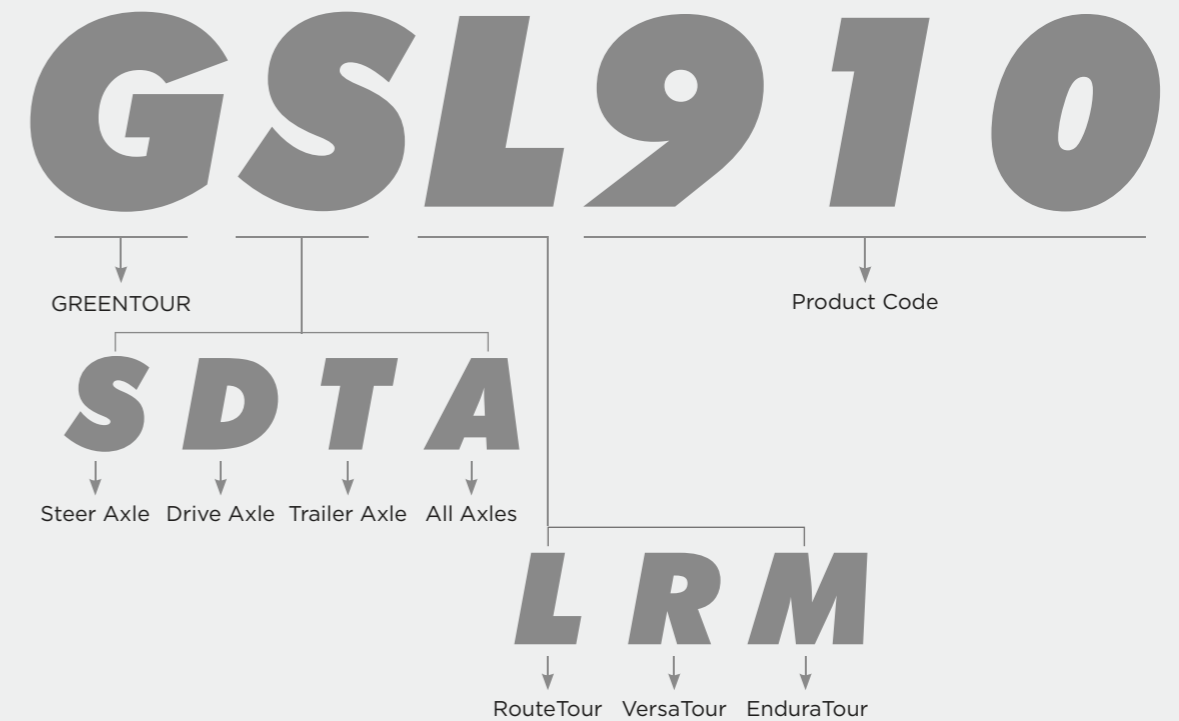 GSL910
GREENTOUR
Product Code
S D T A
Steer Axle Drive Axle Trailer Axle All Axles
L R M
RouteTour VersaTour EnduraTour